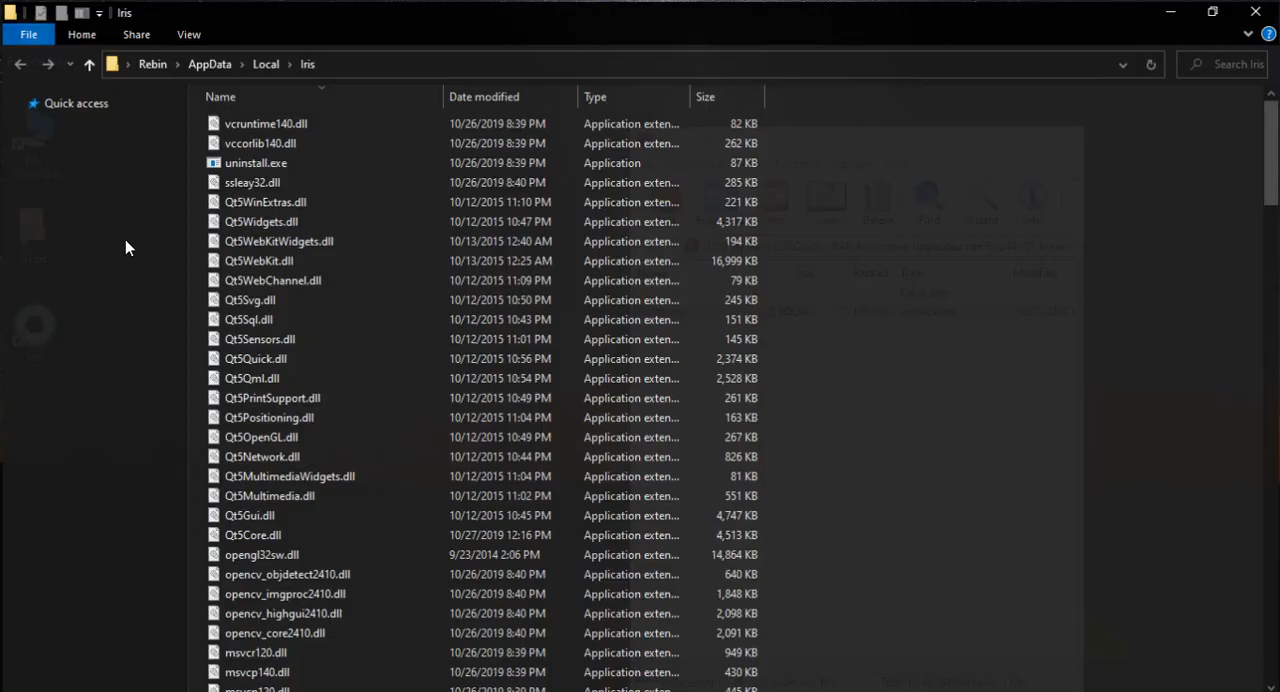 Iris
File Home Share View
Rebin AppData Local Iris Search Iris
Quick access
Name Date modified Type Size
vcruntime140.dll 10/26/2019 8:39 PM Application exten... 82 KB
vccorlib140.dll 10/26/2019 8:39 PM Application exten... 262 KB
uninstall.exe 10/26/2019 8:39 PM Application 87 KB
ssleay32.dll 10/26/2019 8:40 PM Application exten... 285 KB
Qt5WinExtras.dll 10/12/2015 11:10 PM Application exten... 221 KB
Qt5Widgets.dll 10/12/2015 10:47 PM Application exten... 4,317 KB
Qt5WebKitWidgets.dll 10/13/2015 12:40 AM Application exten... 194 KB
Qt5WebKit.dll 10/13/2015 12:25 AM Application exten... 16,999 KB
Qt5WebChannel.dll 10/12/2015 11:09 PM Application exten... 79 KB
Qt5Svg.dll 10/12/2015 10:50 PM Application exten... 245 KB
Qt5Sql.dll 10/12/2015 10:43 PM Application exten... 151 KB
Qt5Sensors.dll 10/12/2015 11:01 PM Application exten... 145 KB
Qt5Quick.dll 10/12/2015 10:56 PM Application exten... 2,374 KB
Qt5Qml.dll 10/12/2015 10:54 PM Application exten... 2,528 KB
Qt5PrintSupport.dll 10/12/2015 10:49 PM Application exten... 261 KB
Qt5Positioning.dll 10/12/2015 11:04 PM Application exten... 163 KB
Qt5OpenGL.dll 10/12/2015 10:49 PM Application exten... 267 KB
Qt5Network.dll 10/12/2015 10:44 PM Application exten... 826 KB
Qt5MultimediaWidgets.dll 10/12/2015 11:04 PM Application exten... 81 KB
Qt5Multimedia.dll 10/12/2015 11:02 PM Application exten... 551 KB
Qt5Gui.dll 10/12/2015 10:45 PM Application exten... 4,747 KB
Qt5Core.dll 10/27/2019 12:16 PM Application exten... 4,513 KB
opengl32sw.dll 9/23/2014 2:06 PM Application exten... 14,864 KB
opencv_objdetect2410.dll 10/26/2019 8:40 PM Application exten... 640 KB
opencv_imgproc2410.dll 10/26/2019 8:40 PM Application exten... 1,848 KB
opencv_highgui2410.dll 10/26/2019 8:40 PM Application exten... 2,098 KB
opencv_core2410.dll 10/26/2019 8:40 PM Application exten... 2,091 KB
msvcr120.dll 10/26/2019 8:39 PM Application exten... 949 KB
msvcp140.dll 10/26/2019 8:39 PM Application exten... 430 KB
msvcp120.dll 10/26/2019 8:39 PM Application exten... 445 KB